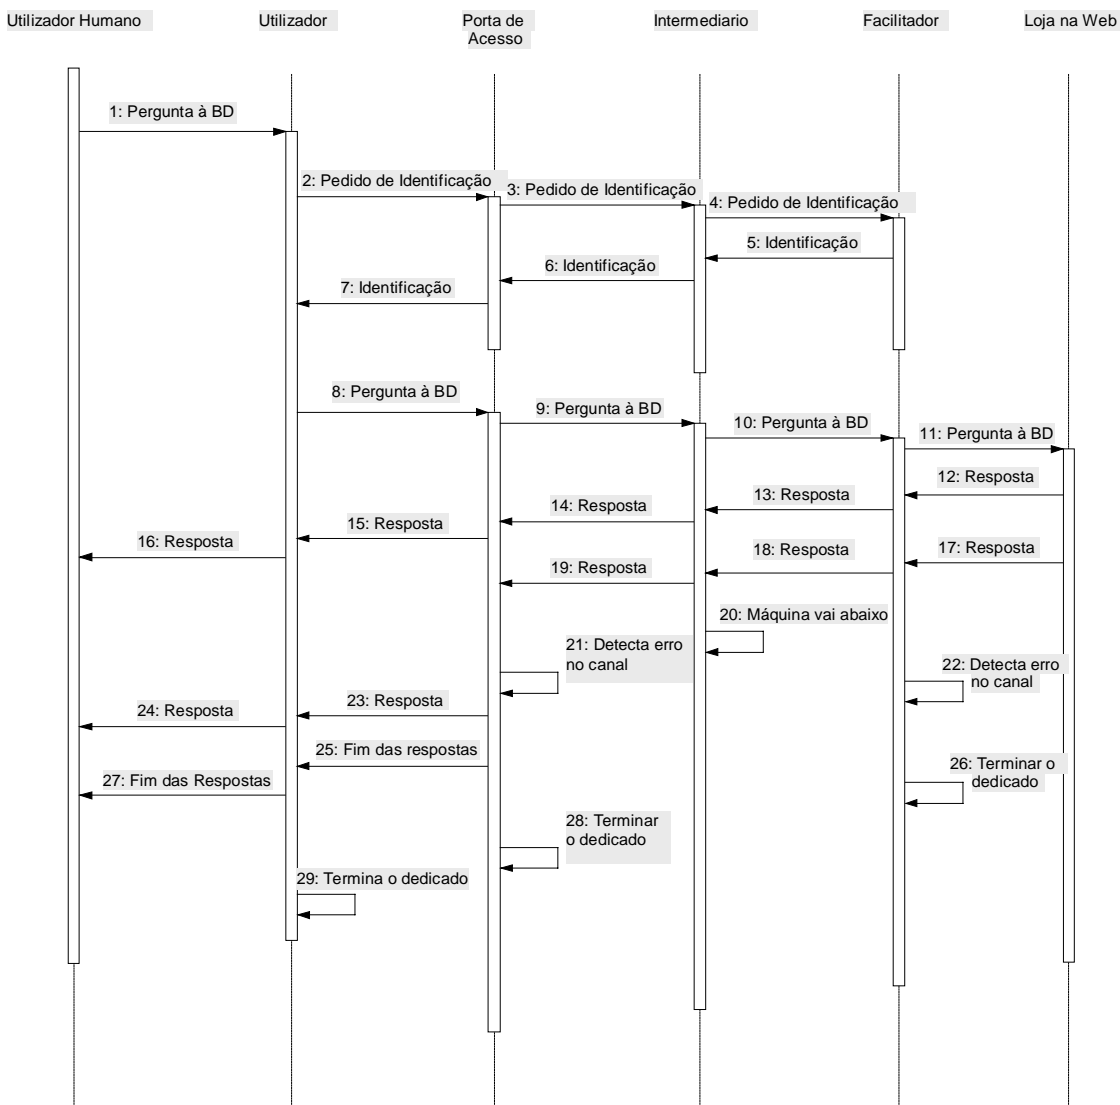 Utilizador Humano
Utilizador
Porta de
Acesso
Intermediario
Facilitador
Loja na Web
1: Pergunta à BD
2: Pedido de Identificação
3: Pedido de Identificação
4: Pedido de Identificação
5: Identificação
6: Identificação
7: Identificação
8: Pergunta à BD
9: Pergunta à BD
10: Pergunta à BD
11: Pergunta à BD
12: Resposta
13: Resposta
14: Resposta
15: Resposta
16: Resposta
17: Resposta
18: Resposta
19: Resposta
20: Máquina vai abaixo
21: Detecta erro
no canal
22: Detecta erro
no canal
23: Resposta
24: Resposta
25: Fim das respostas
26: Terminar o
dedicado
27: Fim das Respostas
28: Terminar
o dedicado
29: Termina o dedicado